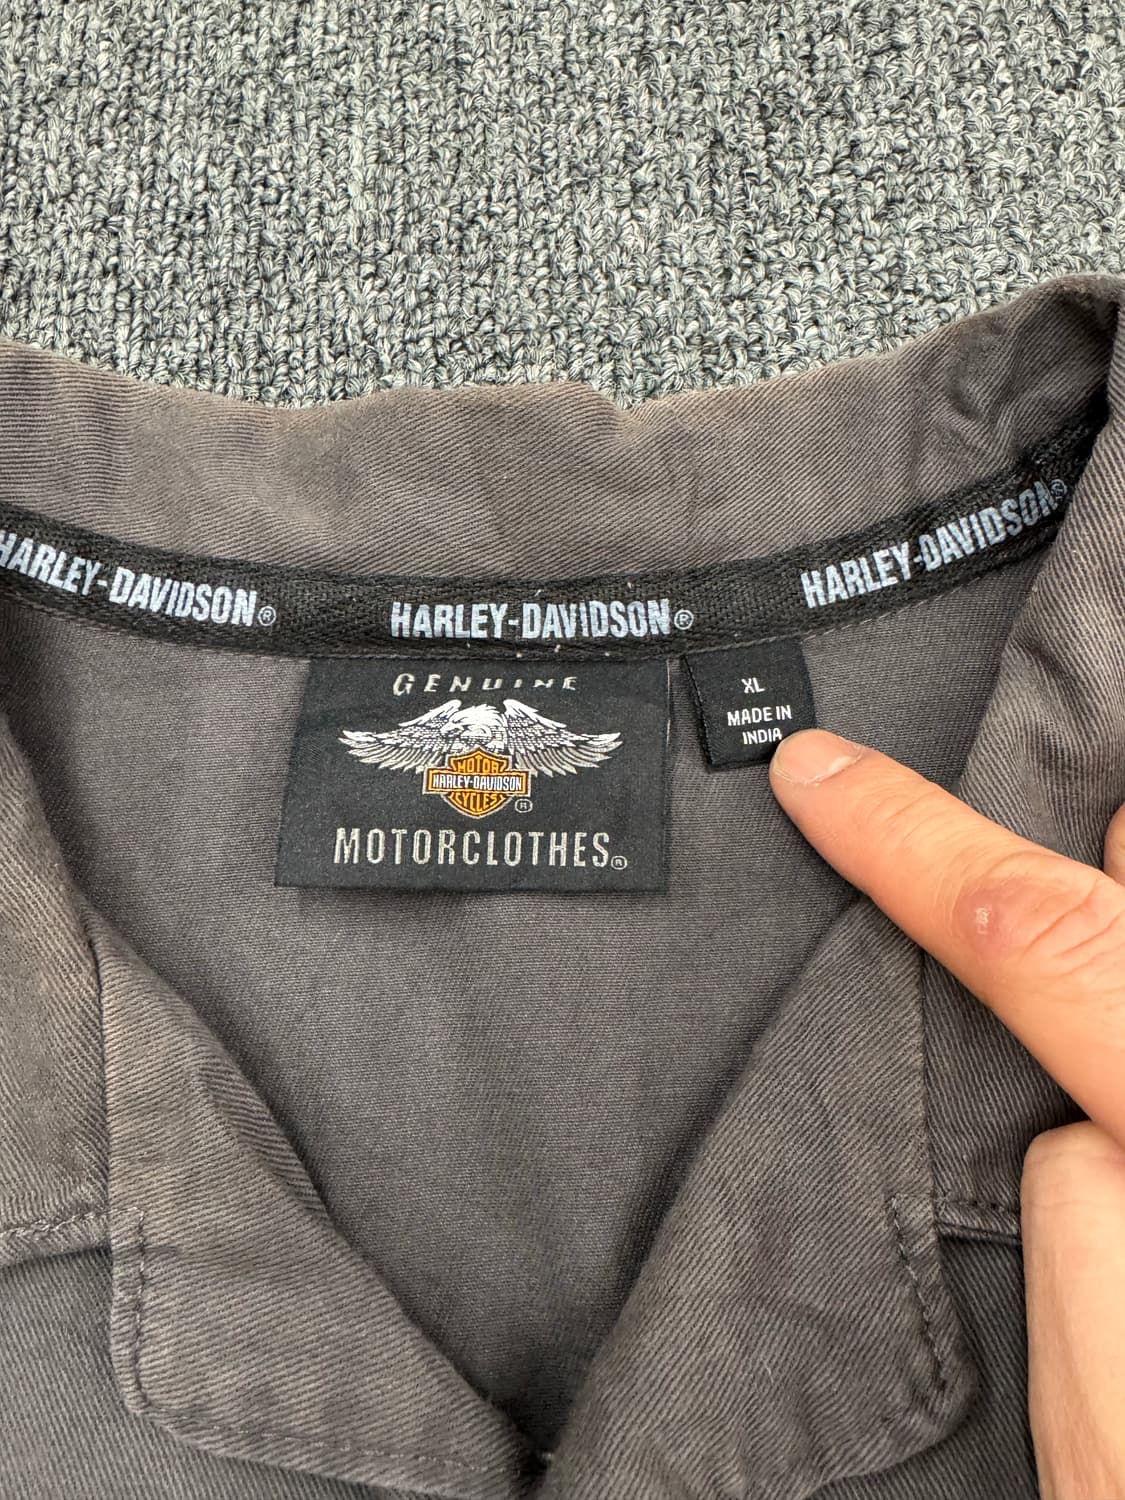 HARLEY-DAVIDSON®
HARLEY-DAVIDSON®
HARLEY-DAVIDSON®
GENUINE
MOTOR
HARLEY-DAVIDSON
CYCLES
®
MOTORCLOTHES®
XL
MADE IN
INDIA